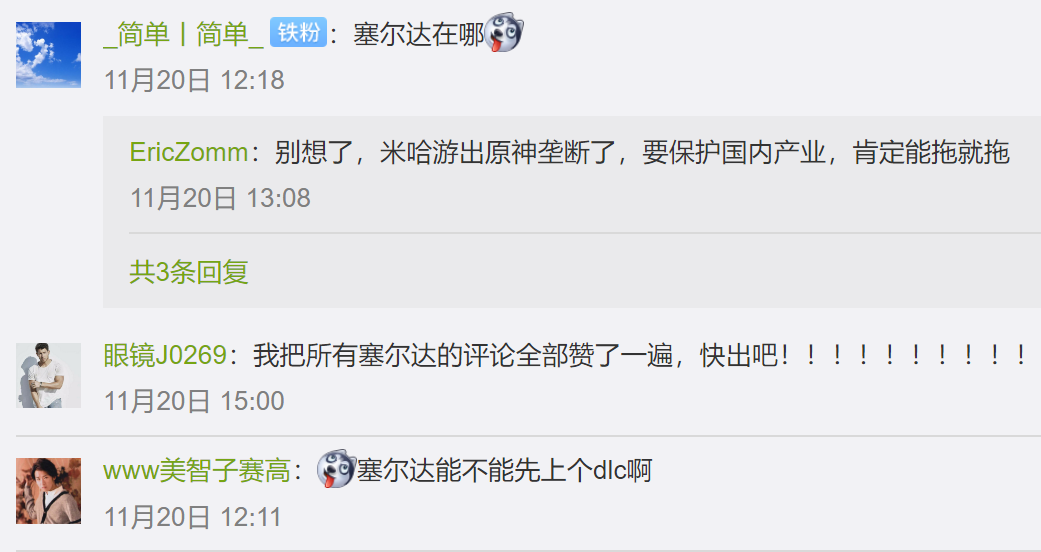 _简单丨简单_ 铁粉：塞尔达在哪
11月20日 12:18
EricZomm：别想了，米哈游出原神垄断了，要保护国内产业，肯定能拖就拖
11月20日 13:08
共3条回复
眼镜J0269：我把所有塞尔达的评论全部赞了一遍，快出吧！！！！！！！！！！
11月20日 15:00
www美智子赛高：塞尔达能不能先上个dlc啊
11月20日 12:11